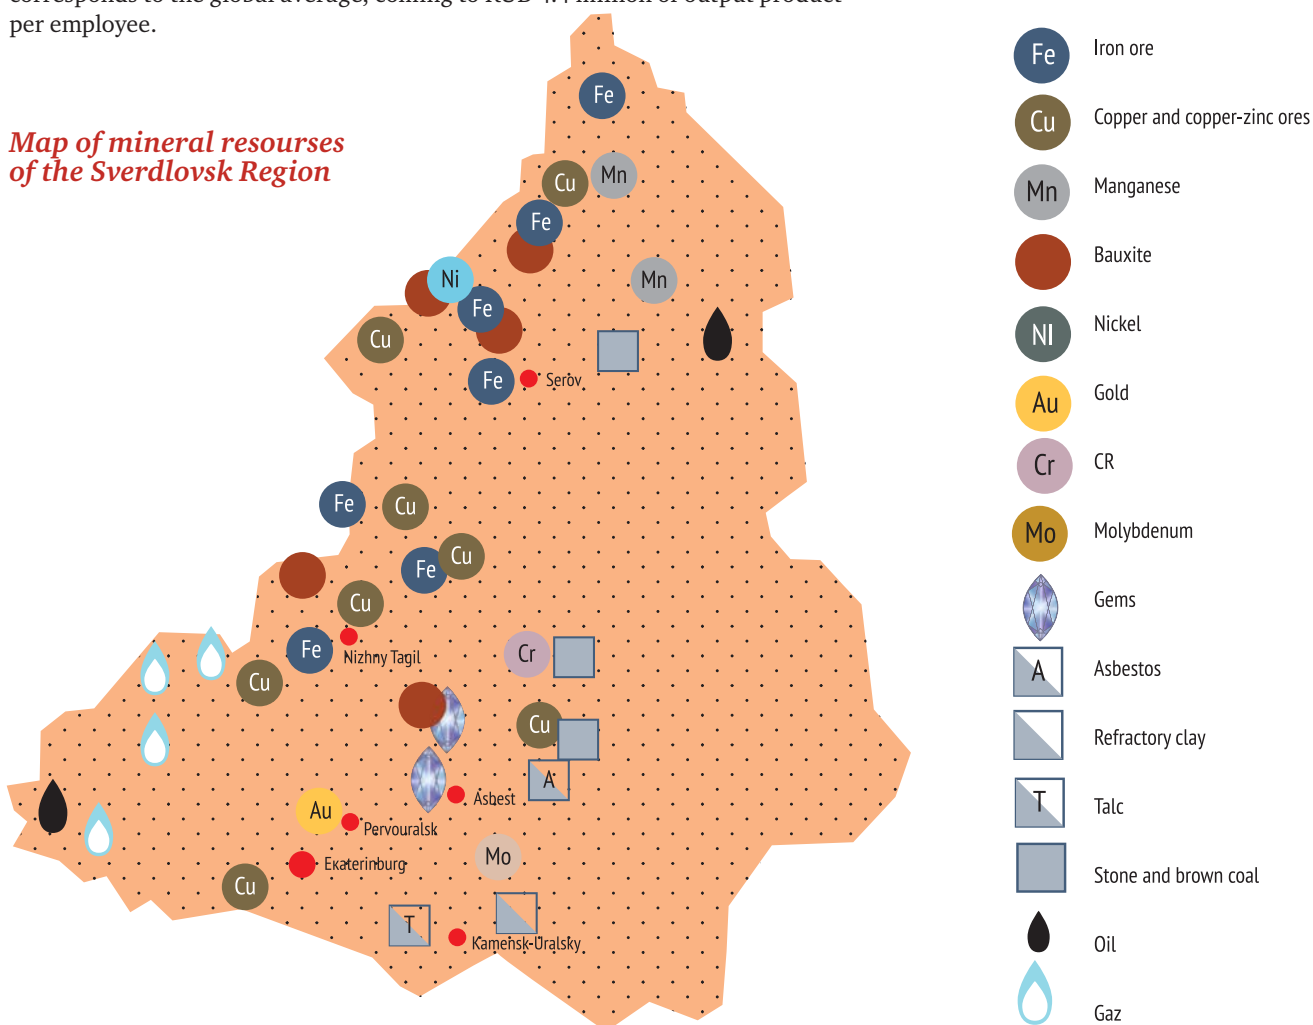 per employee.
Map of mineral resourses
of the Sverdlovsk Region
Fe
Cu
Mn
Fe
Ni
Mn
Fe
Cu
Fe
Serov
Fe
Cu
Cu
Fe
Cu
Fe
Nizhny Tagil
Cr
Cu
Cu
A
Asbest
Au
Pervouralsk
Mo
Ekaterinburg
Cu
T
Kamensk-Uralsky
Fe Iron ore
Cu Copper and copper-zinc ores
Mn Manganese
Bauxite
NI Nickel
Au Gold
Cr CR
Mo Molybdenum
Gems
A Asbestos
Refractory clay
T Talc
Stone and brown coal
Oil
Gaz